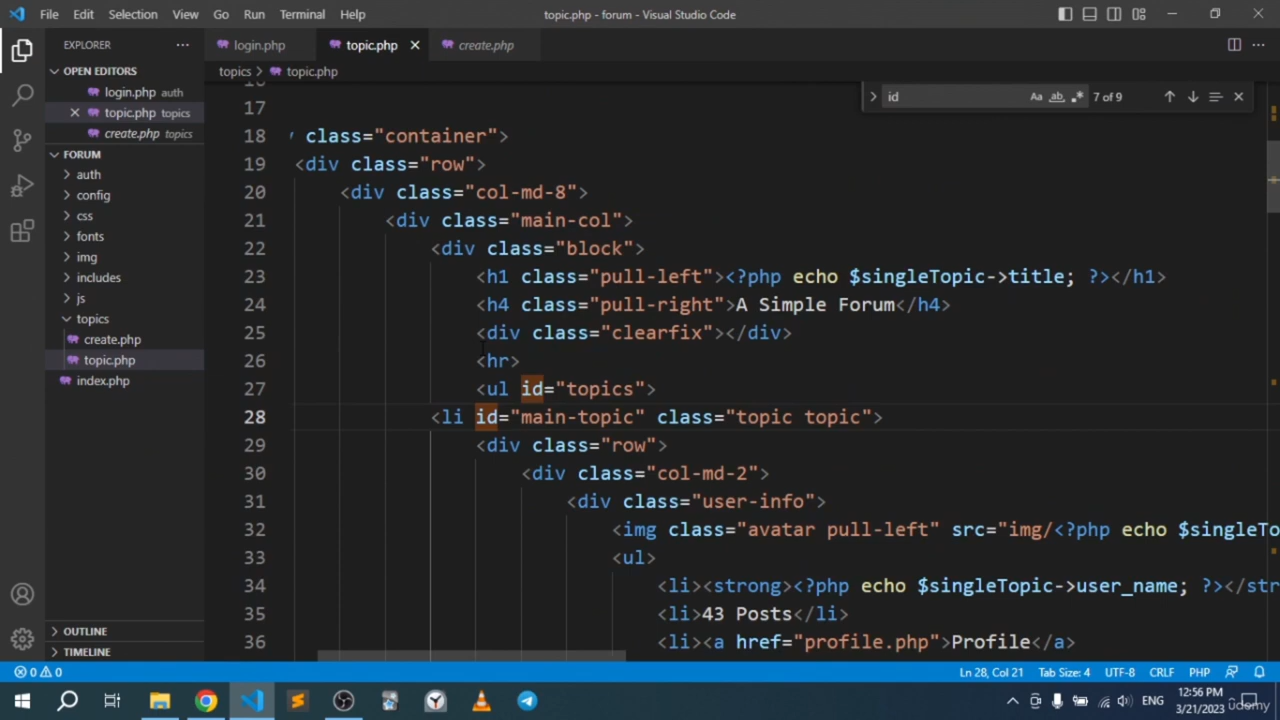 File Edit Selection View Go Run Terminal Help topic.php - forum - Visual Studio Code
EXPLORER
login.php topic.php create.php
OPEN EDITORS
login.php auth
topic.php topics
create.php topics
FORUM
auth
config
css
fonts
img
includes
js
topics
create.php
topic.php
index.php
OUTLINE
TIMELINE
topics > topic.php
id Aa ab 7 of 9
17
18 class="container">
19 <div class="row">
20 <div class="col-md-8">
21 <div class="main-col">
22 <div class="block">
23 <h1 class="pull-left"><?php echo $singleTopic->title; ?></h1>
24 <h4 class="pull-right">A Simple Forum</h4>
25 <div class="clearfix"></div>
26 <hr>
27 <ul id="topics">
28 <li id="main-topic" class="topic topic">
29 <div class="row">
30 <div class="col-md-2">
31 <div class="user-info">
32 <img class="avatar pull-left" src="img/<?php echo $singleTo
33 <ul>
34 <li><strong><?php echo $singleTopic->user_name; ?></str
35 <li>43 Posts</li>
36 <li><a href="profile.php">Profile</a>
0 0 Ln 28, Col 21 Tab Size: 4 UTF-8 CRLF PHP
ENG 12:56 PM
3/21/2023
udemy